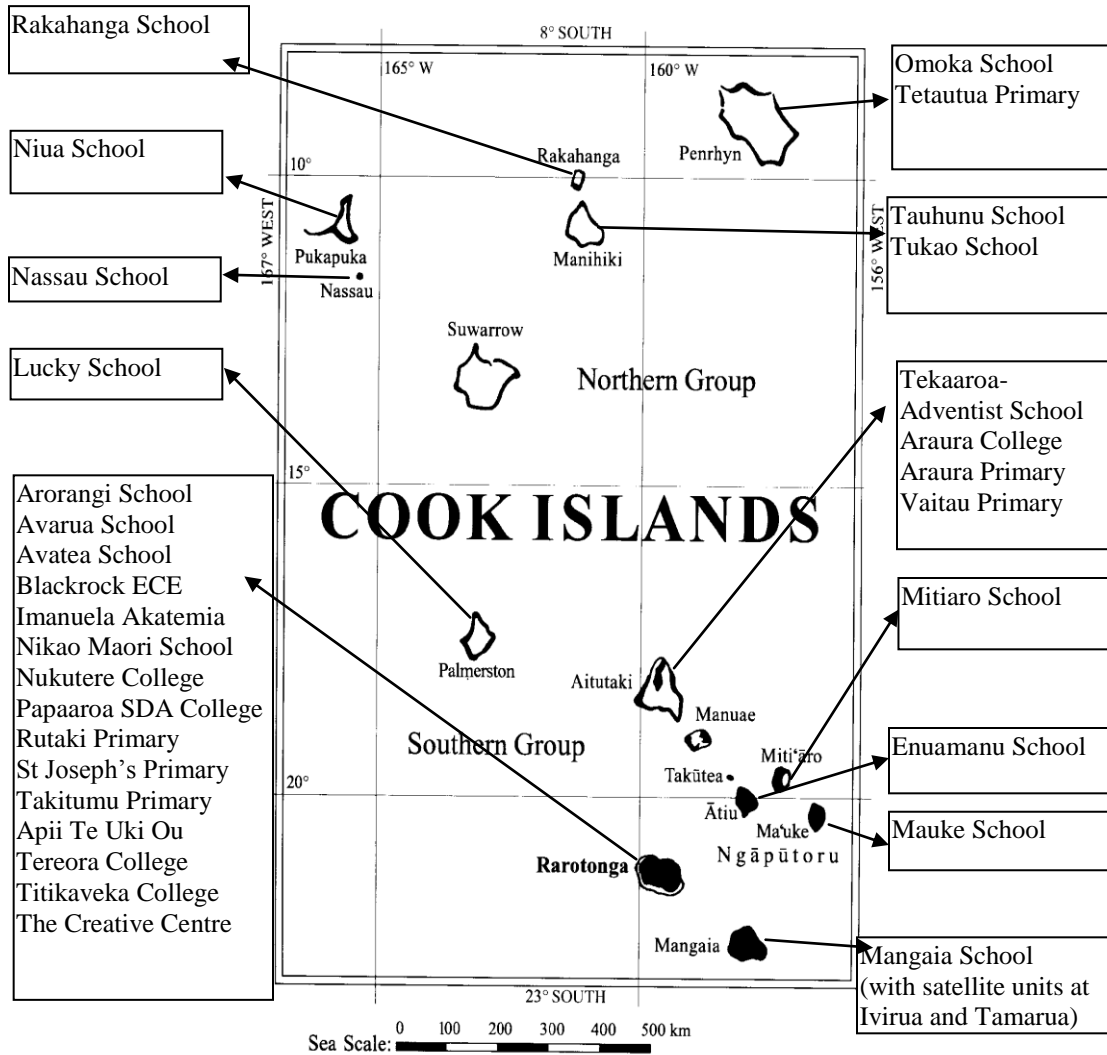 Rakahanga School
8° SOUTH
165° W
160° W
Omoka School
Tetautua Primary
Niua School
10°
Rakahanga
Penrhyn
Tauhunu School
Tukao School
167° WEST
156° WEST
Pukapuka
Manihiki
Nassau School
Nassau
Suwarrow
Northern Group
Lucky School
Tekaaroa-
Adventist School
Araura College
Araura Primary
Vaitau Primary
15°
COOK ISLANDS
Arorangi School
Avarua School
Avatea School
Blackrock ECE
Imanuela Akatemia
Nikao Maori School
Nukutere College
Papaaroa SDA College
Rutaki Primary
St Joseph's Primary
Takitumu Primary
Apii Te Uki Ou
Tereora College
Titikaveka College
The Creative Centre
Mitiaro School
Palmerston
Aitutaki
Manuae
Southern Group
Miti'āro
Takūtea
Enuamanu School
20°
Ātiu
Ma'uke
Mauke School
Ngāpūtoru
Rarotonga
Mangaia
Mangaia School
(with satellite units at
Ivirua and Tamarua)
23° SOUTH
0 100 200 300 400 500 km
Sea Scale: